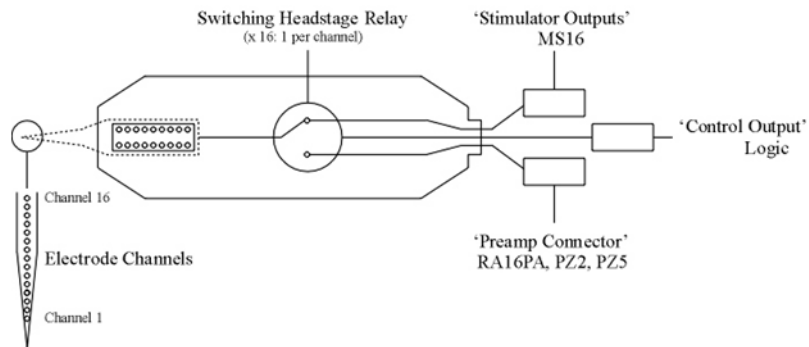 Switching Headstage Relay
(x 16: 1 per channel)
‘Stimulator Outputs’
MS16
‘Control Output’
Logic
Channel 16
Electrode Channels
Channel 1
‘Preamp Connector’
RA16PA, PZ2, PZ5